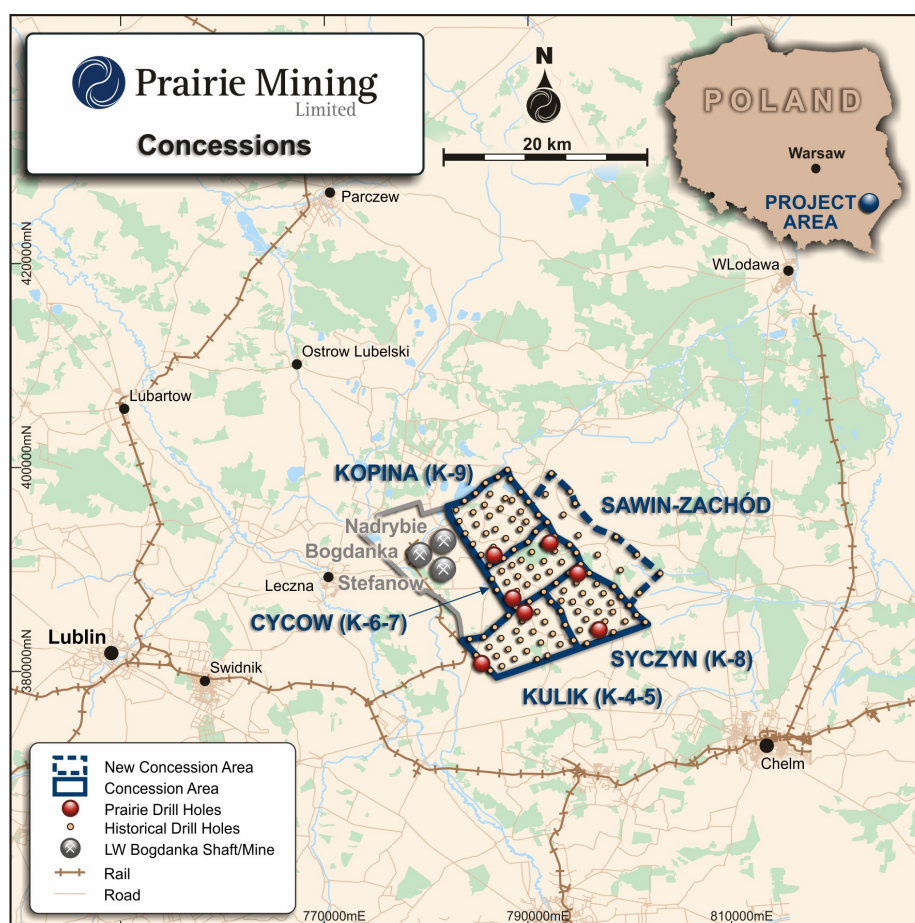 Prairie Mining
Limited
Concessions
N
20 km
POLAND
Warsaw
PROJECT
AREA
Parczew
WLodawa
420000mN
Ostrow Lubelski
Lubartow
400000mN
KOPINA (K-9)
SAWIN-ZACHÓD
Nadrybie
Bogdanka
Leczna
Stefanow
CYCOW (K-6-7)
Lublin
SYCZYN (K-8)
Swidnik
380000mN
KULIK (K-4-5)
Chelm
New Concession Area
Concession Area
Prairie Drill Holes
Historical Drill Holes
LW Bogdanka Shaft/Mine
Rail
Road
770000mE
790000mE
810000mE